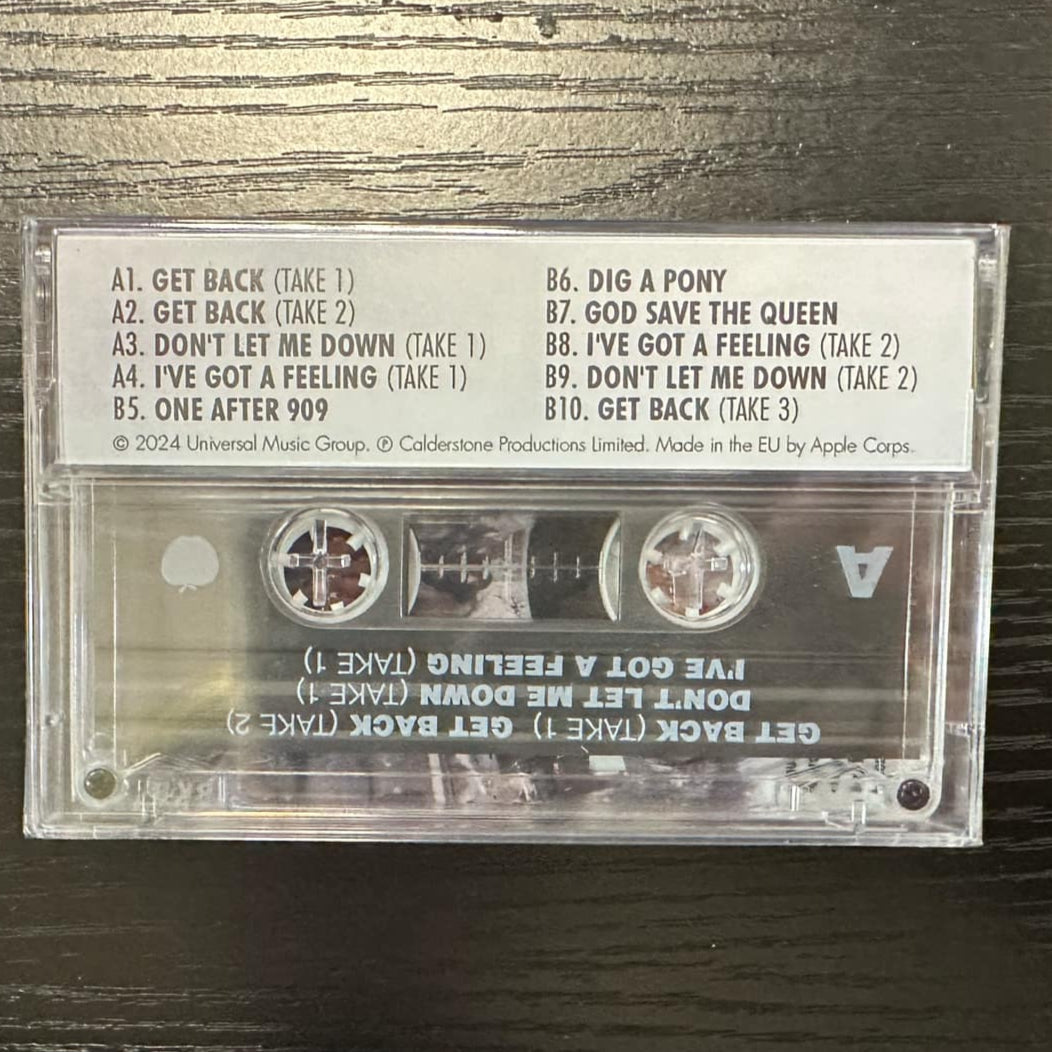 A1. GET BACK (TAKE 1)
A2. GET BACK (TAKE 2)
A3. DON'T LET ME DOWN (TAKE 1)
A4. I'VE GOT A FEELING (TAKE 1)
B5. ONE AFTER 909
B6. DIG A PONY
B7. GOD SAVE THE QUEEN
B8. I'VE GOT A FEELING (TAKE 2)
B9. DON'T LET ME DOWN (TAKE 2)
B10. GET BACK (TAKE 3)
© 2024 Universal Music Group. ℗ Calderstone Productions Limited. Made in the EU by Apple Corps.
A
GET BACK (TAKE 1) GET BACK (TAKE 2)
DON'T LET ME DOWN (TAKE 1)
I'VE GOT A FEELING (TAKE 1)